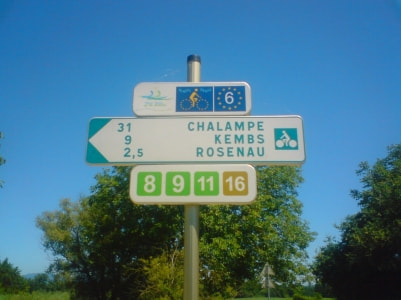 6
31 CHALAMPE
9 KEMBS
2,5 ROSENAU
8 9 11 16